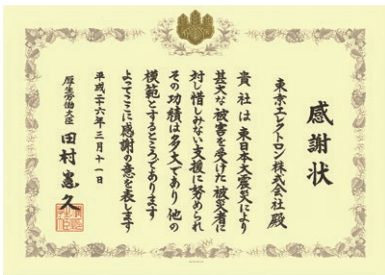 感謝状
東京エレクトロン株式会社殿
貴社は東日本大震災により
甚大な被害を受けた被災者に
対し惜しみない支援に努められ
その功績は多大であり他の
模範とするところであります
よってここに感謝の意を表します
平成二十六年三月十一日
厚生労働大臣 田村憲久